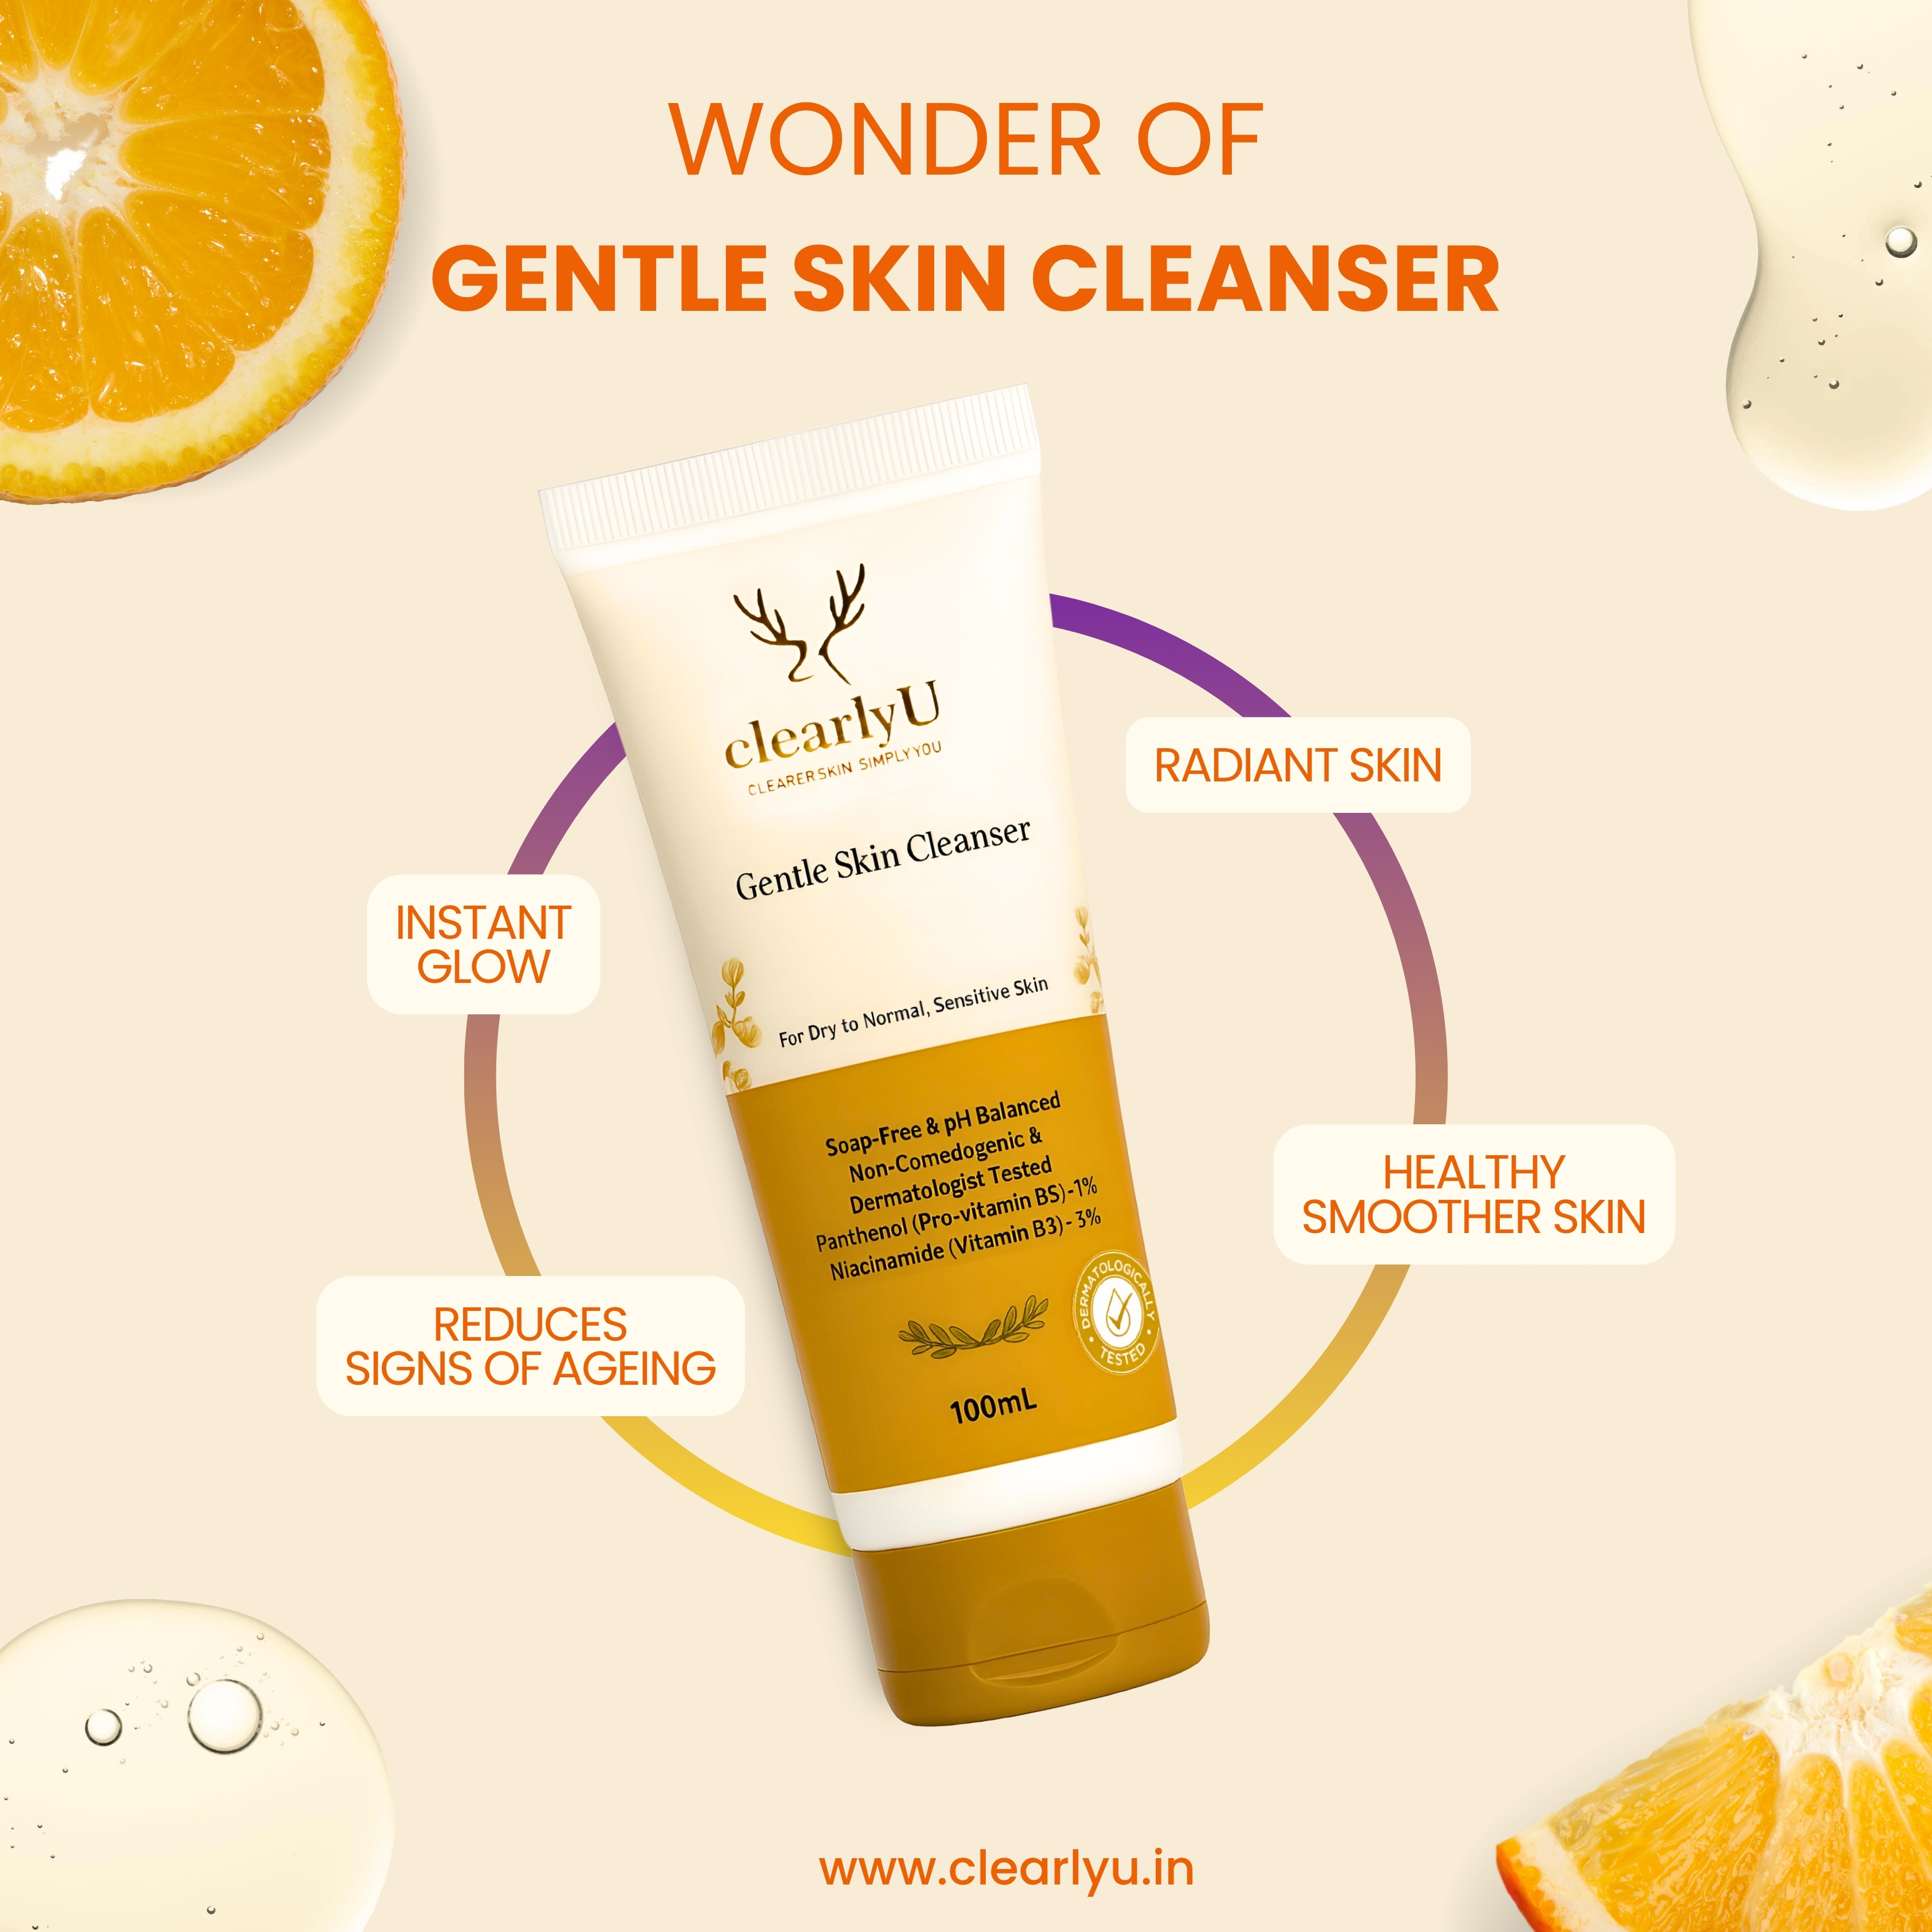 WONDER OF
GENTLE SKIN CLEANSER
clearlyU
CLEARER SKIN SIMPLY YOU
Gentle Skin Cleanser
For Dry to Normal, Sensitive Skin
Soap-Free & pH Balanced
Non-Comedogenic &
Dermatologist Tested
Panthenol (Pro-vitamin BS)-1%
Niacinamide (Vitamin B3)- 3%
DERMATOLOGICALLY
TESTED
100mL
RADIANT SKIN
INSTANT
GLOW
HEALTHY
SMOOTHER SKIN
REDUCES
SIGNS OF AGEING
www.clearlyu.in